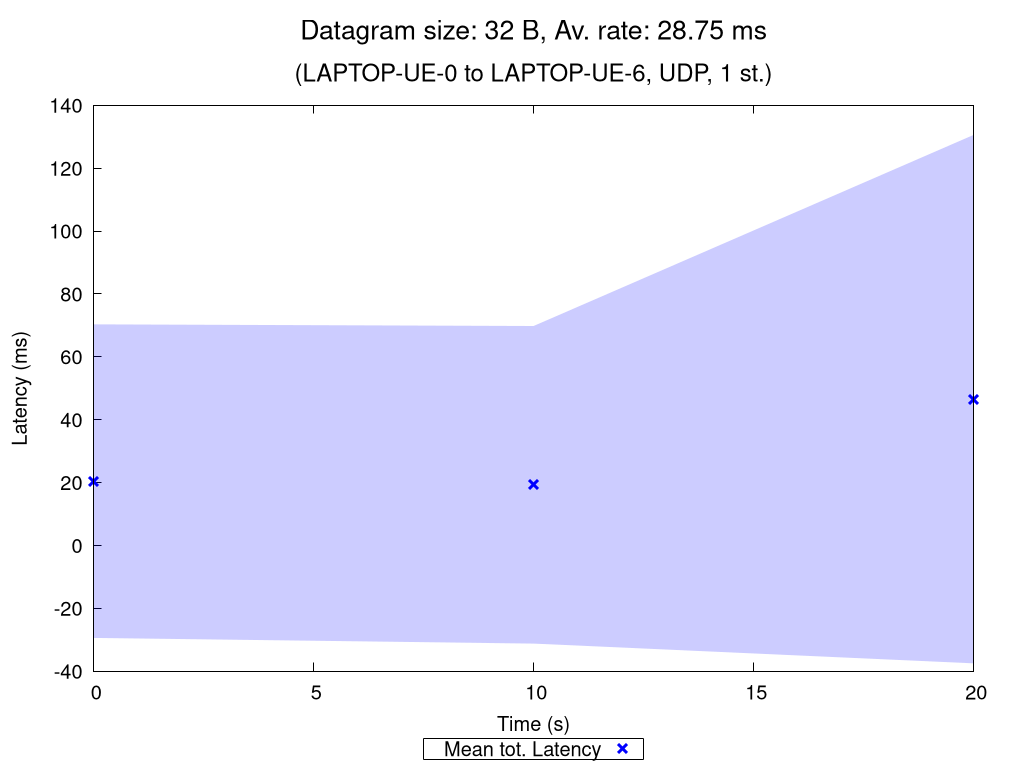 Datagram size: 32 B, Av. rate: 28.75 ms
(LAPTOP-UE-0 to LAPTOP-UE-6, UDP, 1 st.)
140
120
100
80
60
40
20
0
-20
-40
Latency (ms)
0 5 10 15 20
Time (s)
Mean tot. Latency